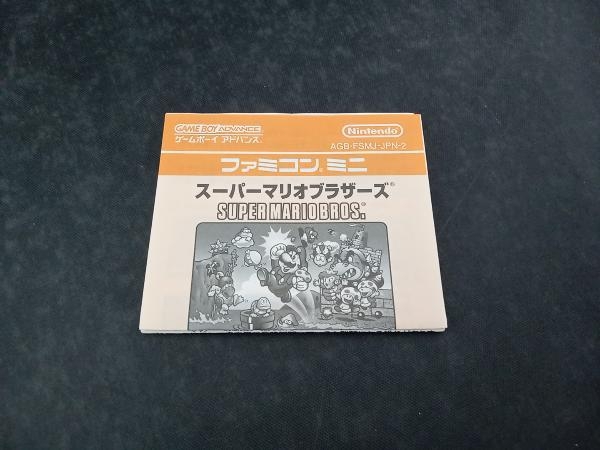 GAME BOY ADVANCE
ゲームボーイ アドバンス®
Nintendo®
AGB-FSMJ-JPN-2
ファミコン®ミニ
スーパーマリオブラザーズ®
SUPER MARIO BROS.®